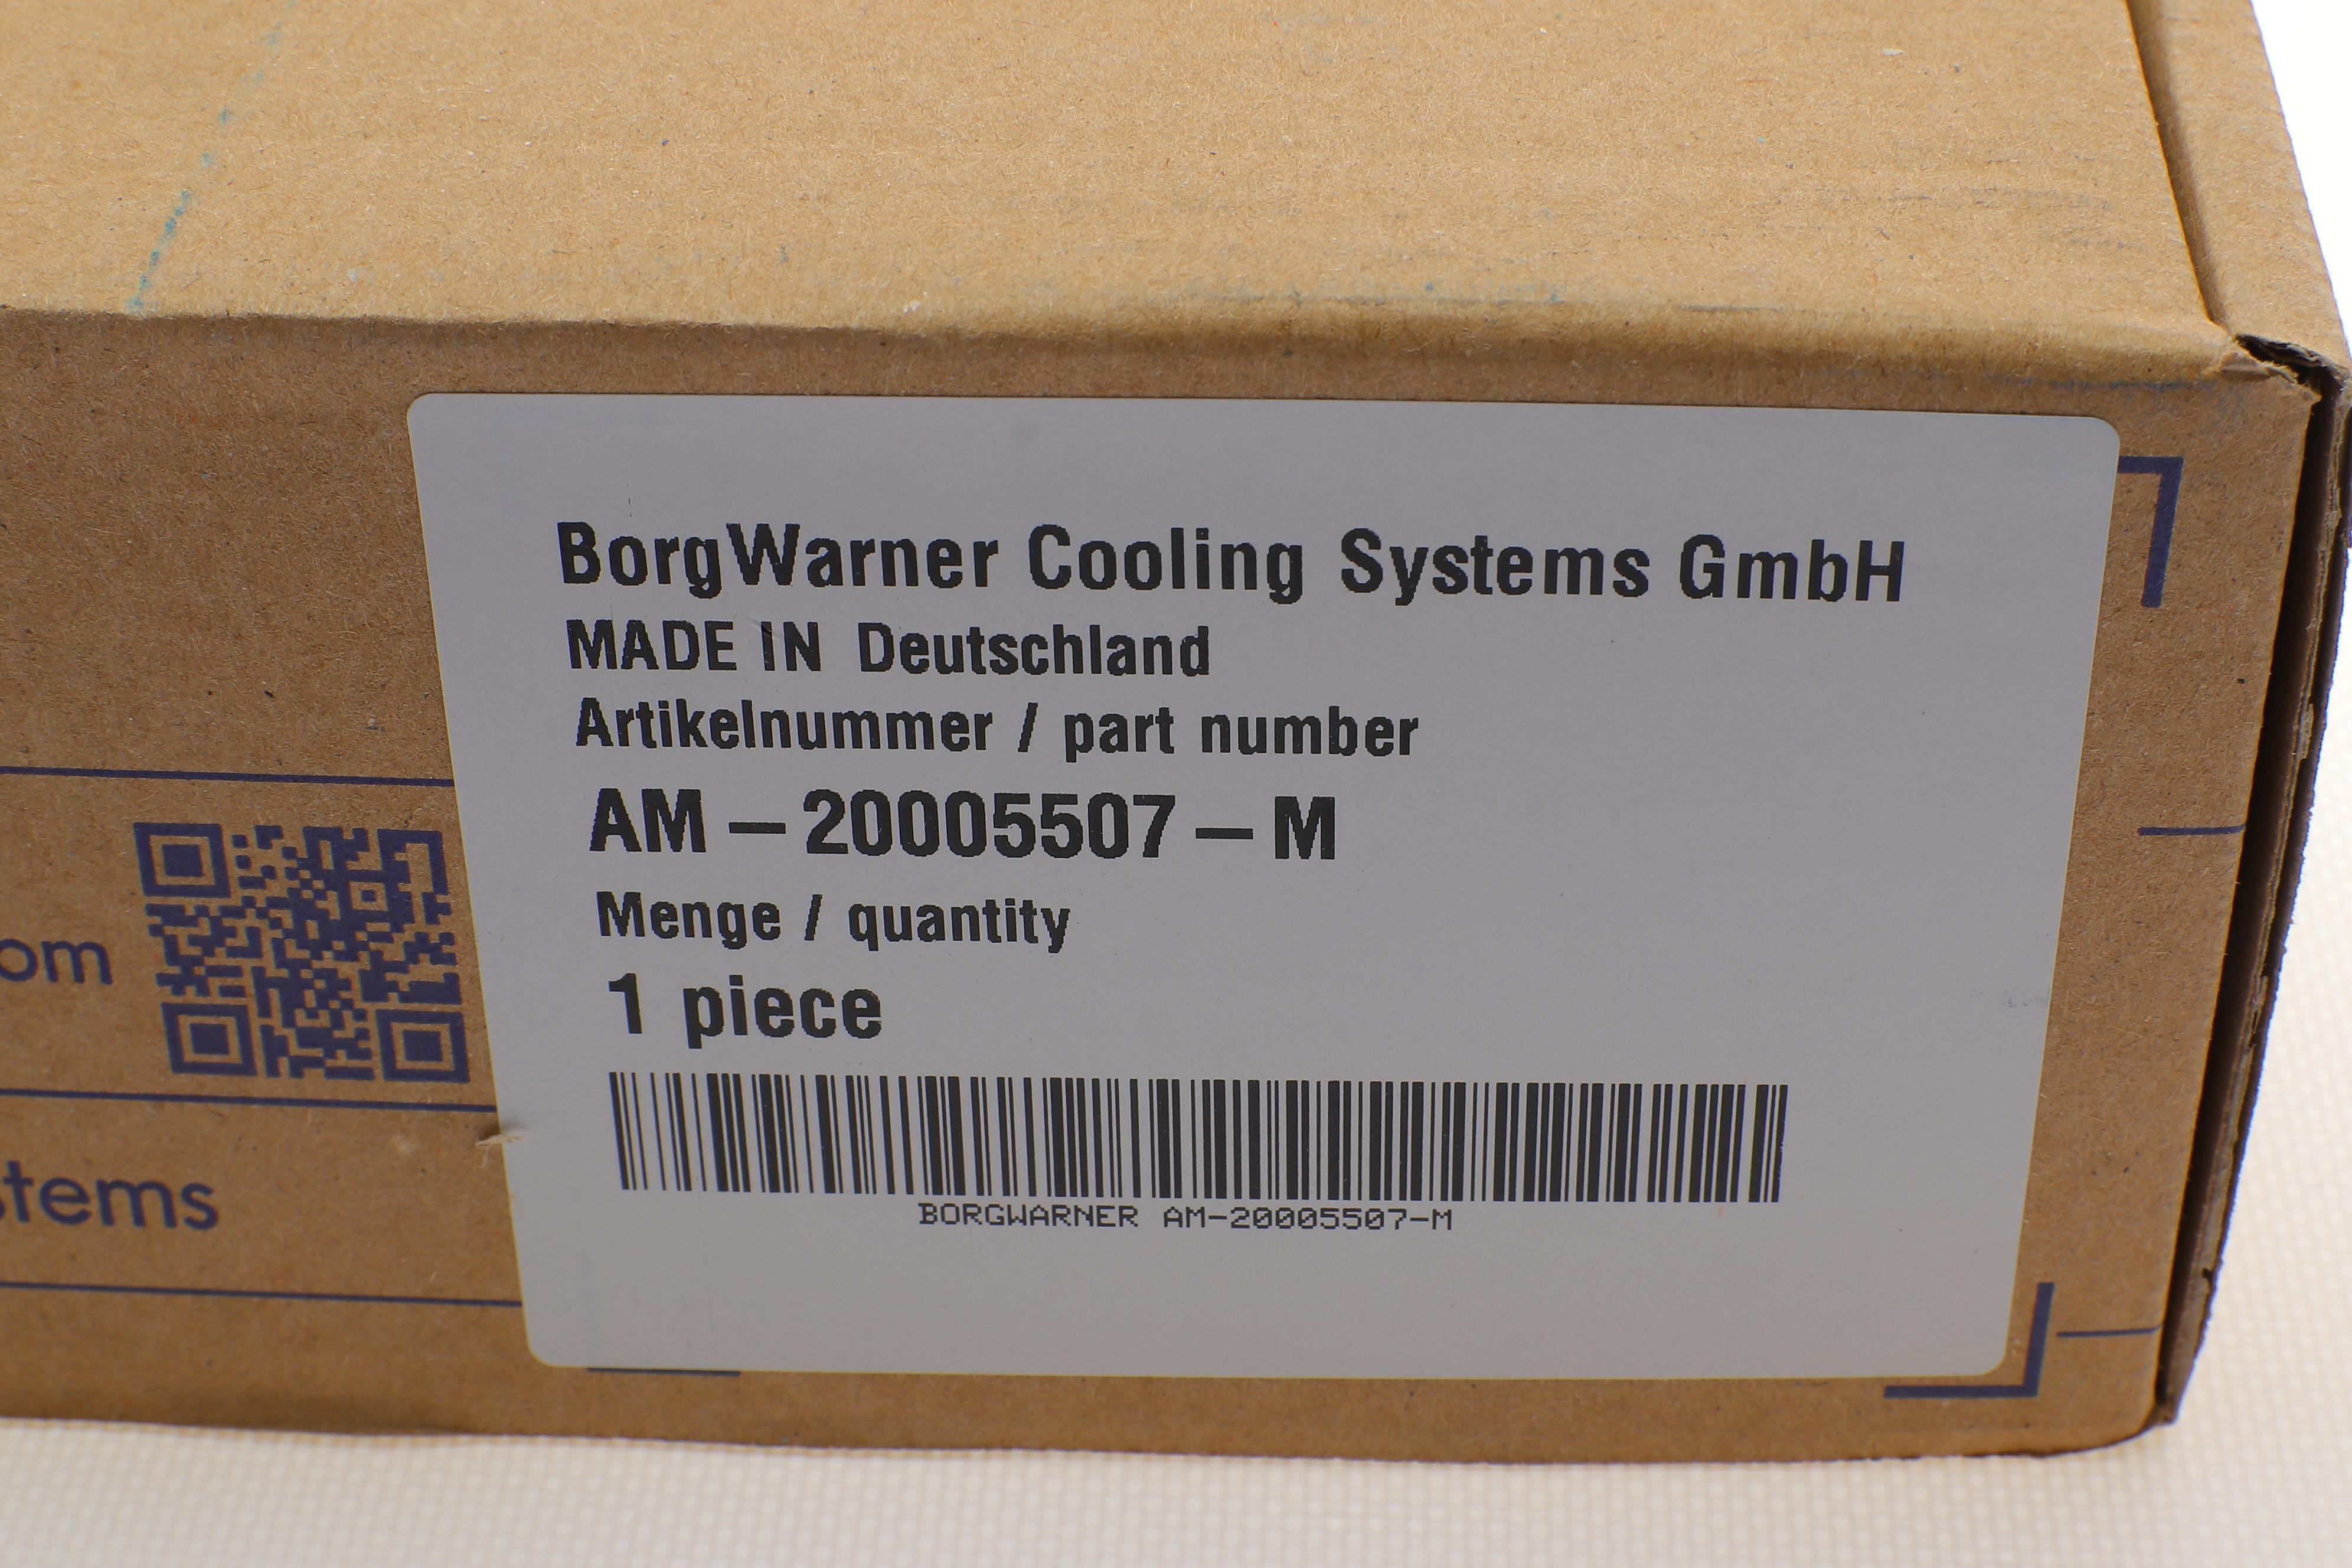 BorgWarner Cooling Systems GmbH
MADE IN Deutschland
Artikelnummer / part number
AM-20005507-M
Menge / quantity
1 piece
BORGWARNER AM-20005507-M
om
stems